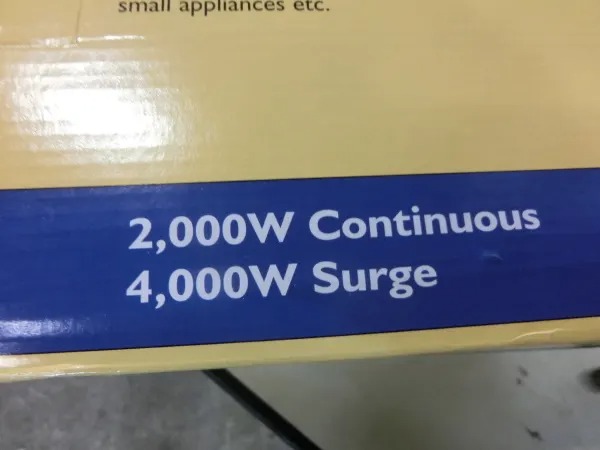 small appliances etc.
2,000W Continuous
4,000W Surge